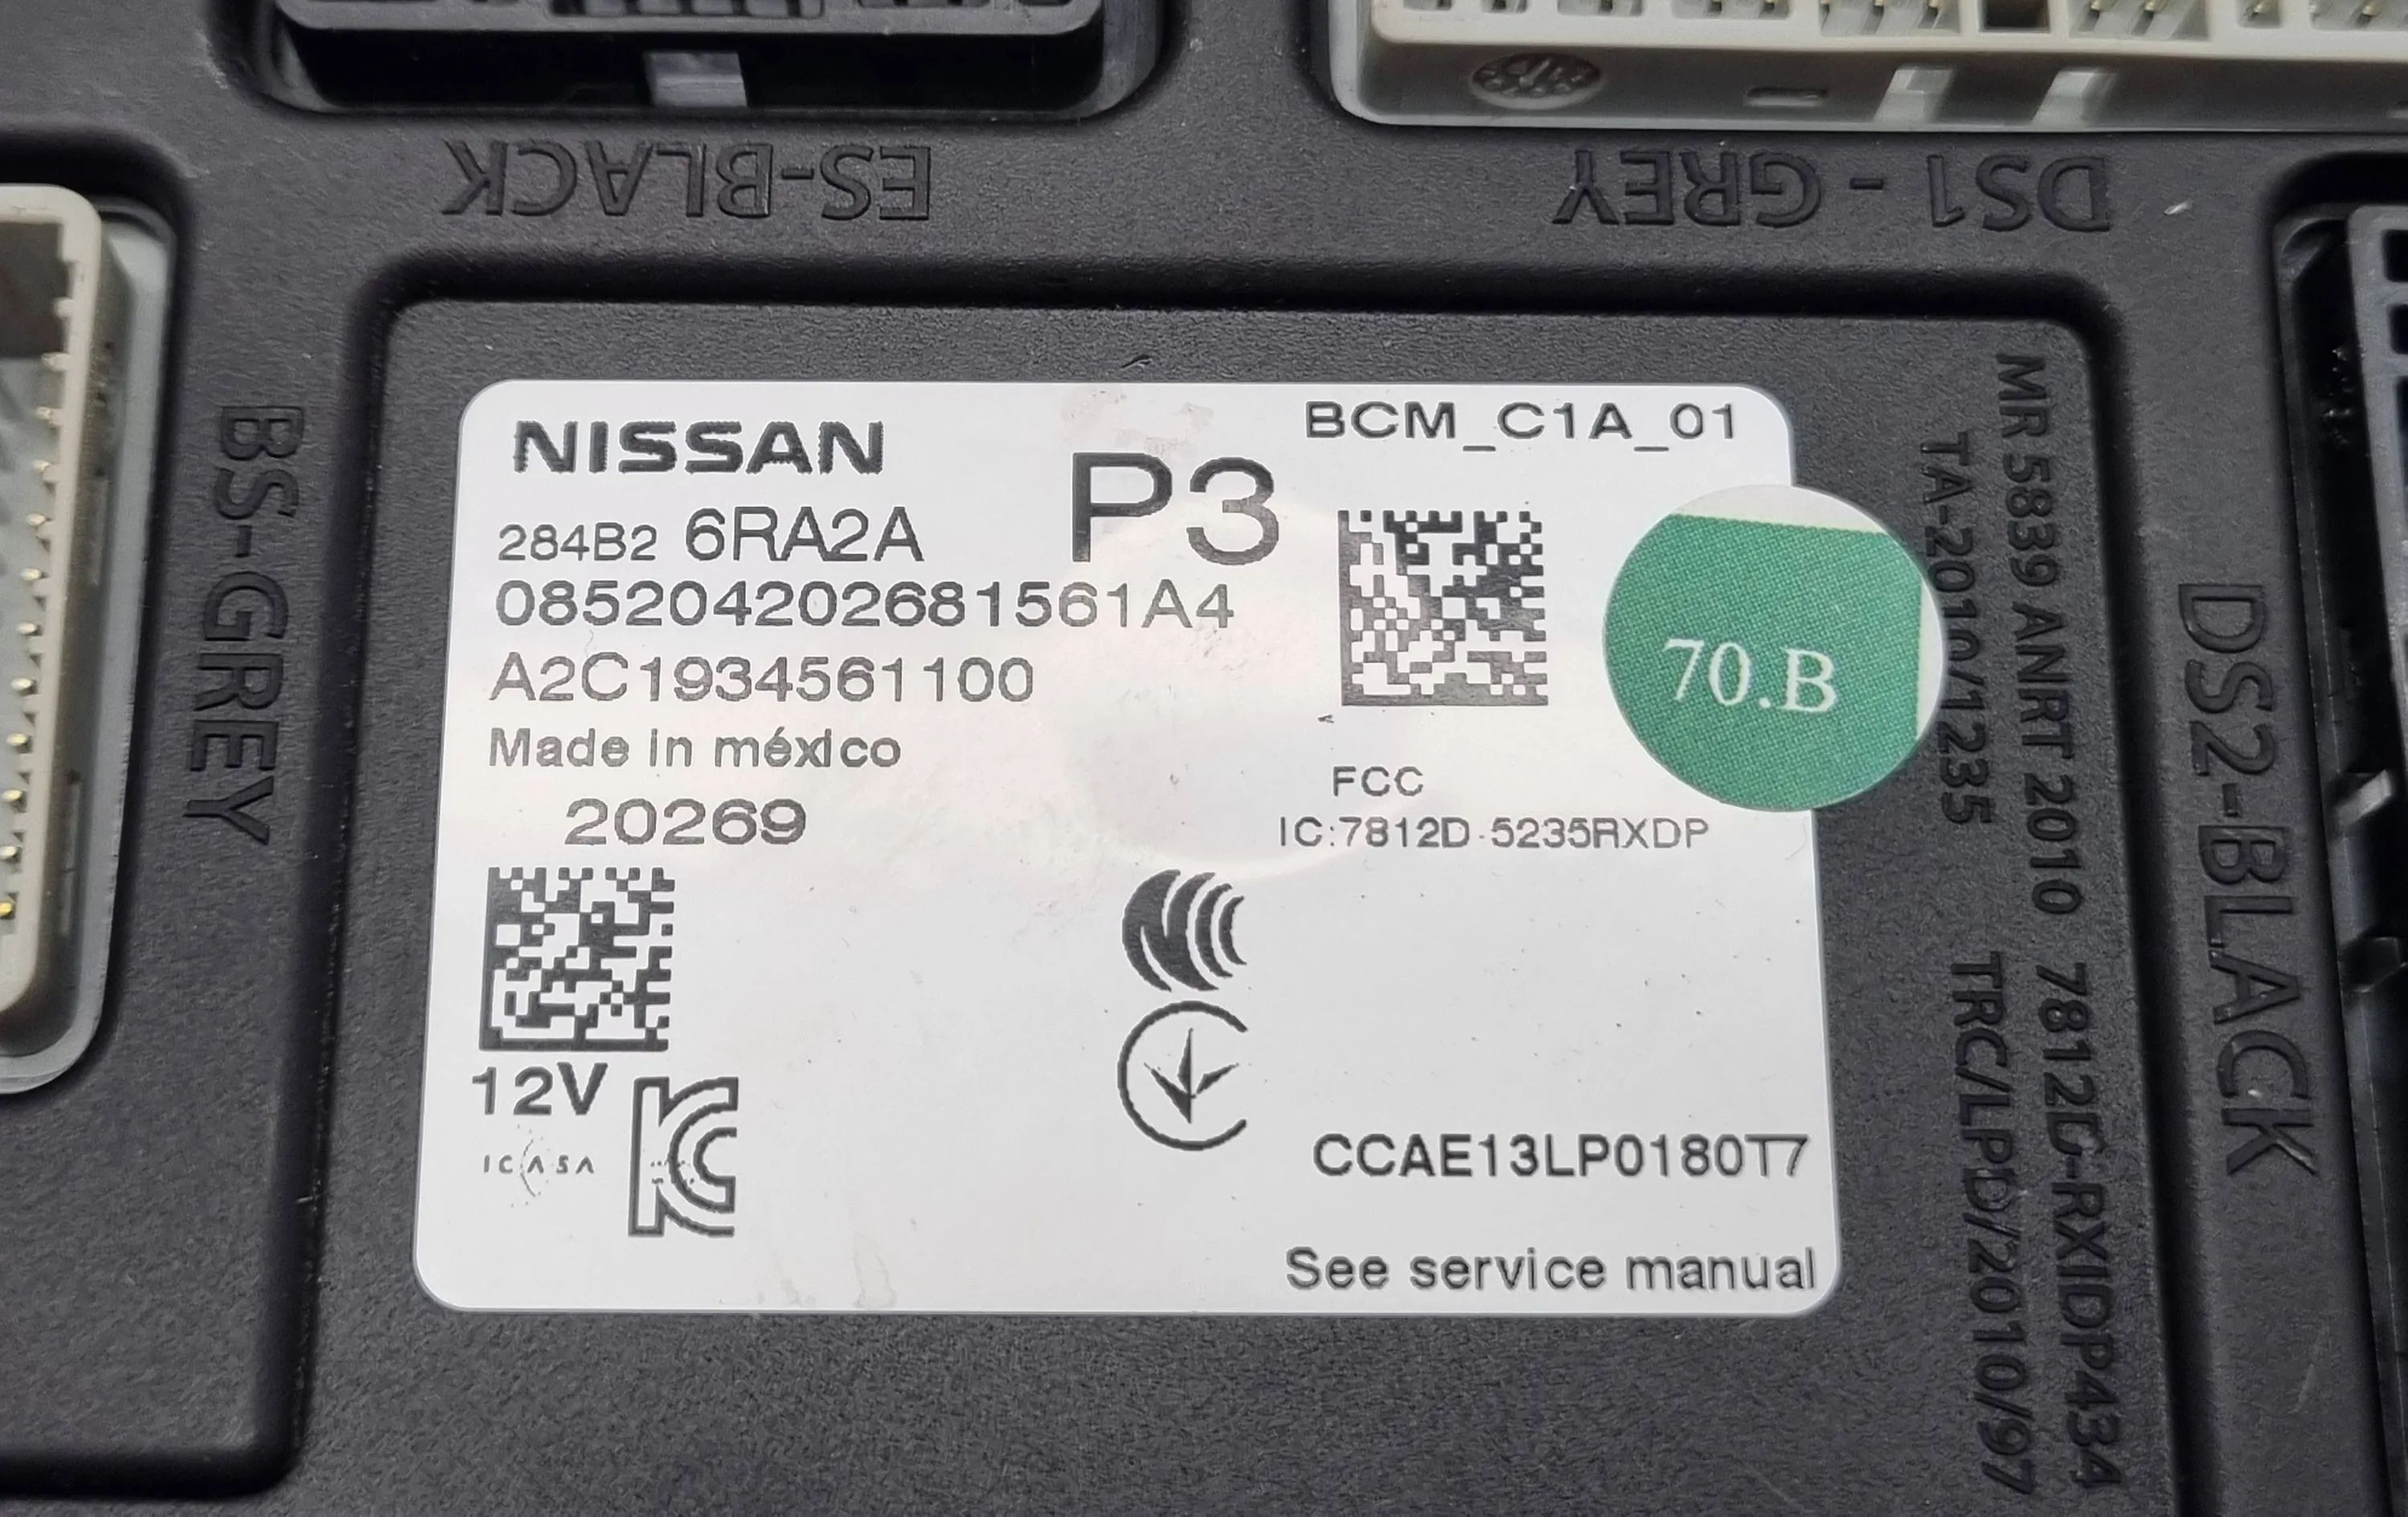 ES-BLACK
DS1 - GREY
BS-GREY
NISSAN
BCM_C1A_01
284B2 6RA2A
P3
085204202681561A4
A2C1934561100
Made in méxico
20269
70.B
FCC
IC:7812D-5235RXDP
12V
ICASA
CCAE13LP0180T7
See service manual
MR 5839 ANRT 2010 7812D-RXIDP434
TA-2010/1235 TRC/LPD/2010/97
DS2-BLACK